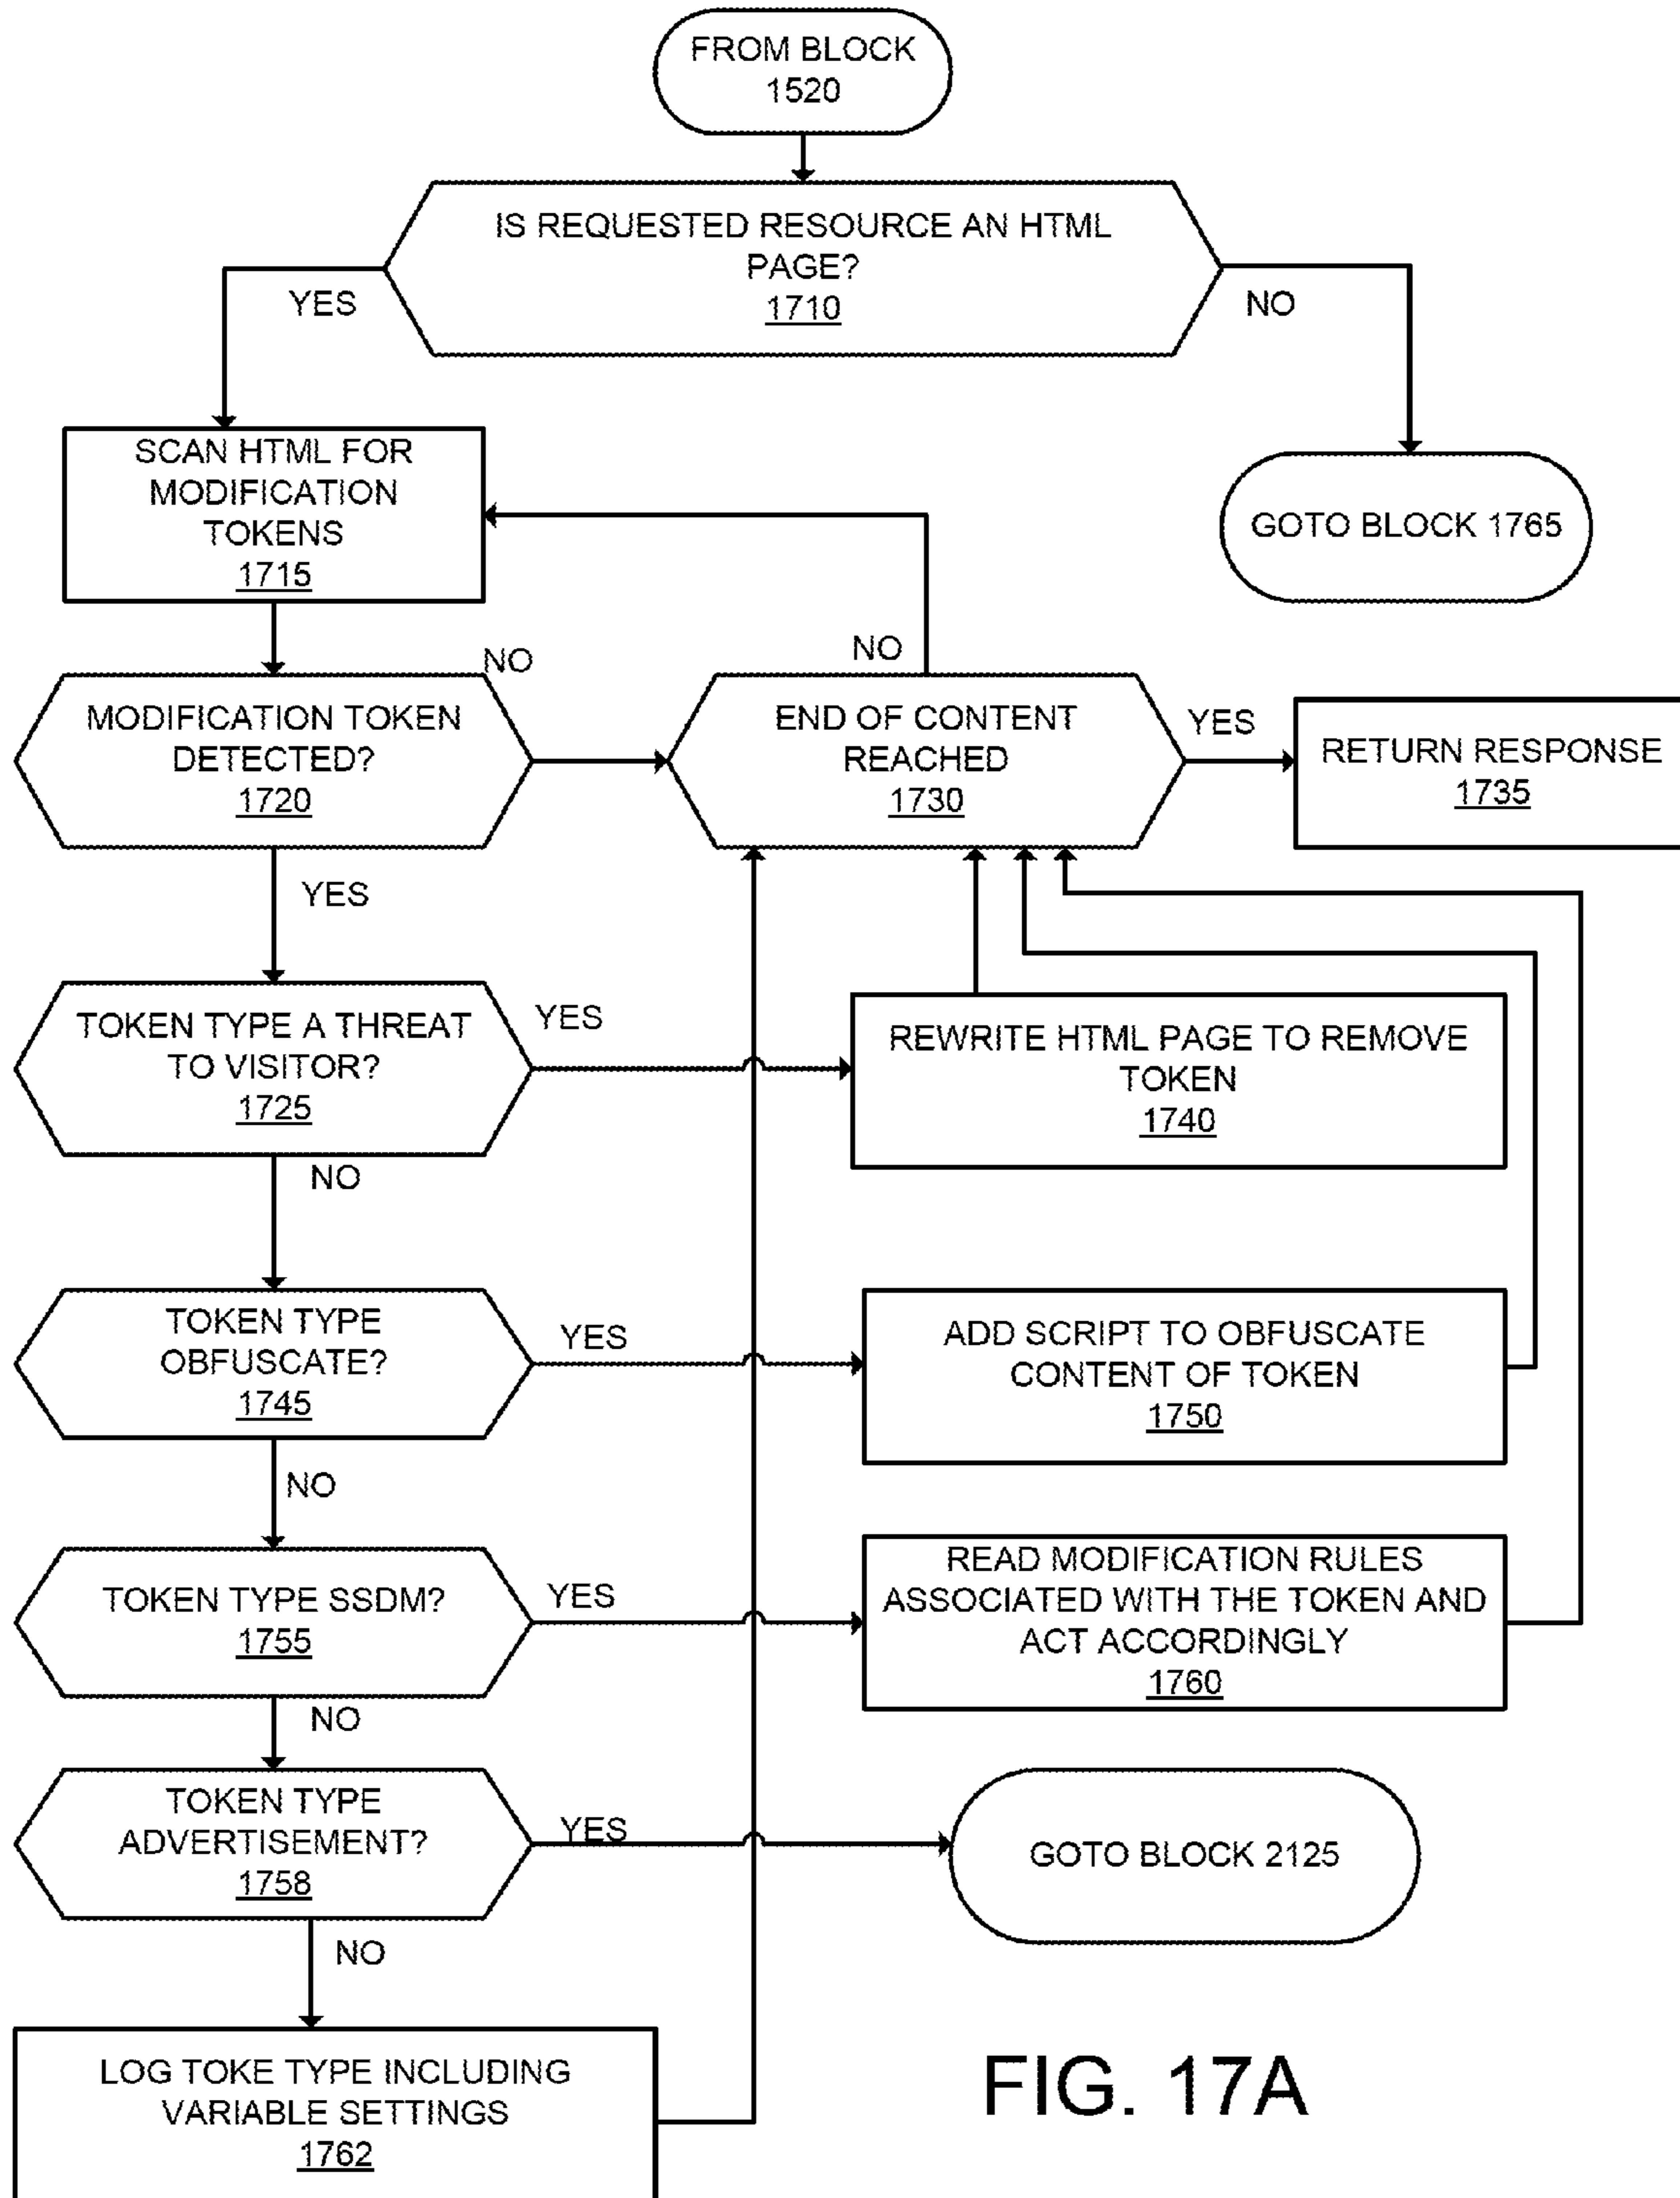 FROM BLOCK
1520
IS REQUESTED RESOURCE AN HTML
PAGE?
1710
YES
NO
SCAN HTML FOR
MODIFICATION
TOKENS
1715
GOTO BLOCK 1765
NO
NO
MODIFICATION TOKEN
DETECTED?
1720
END OF CONTENT
REACHED
1730
YES
RETURN RESPONSE
1735
YES
TOKEN TYPE A THREAT
TO VISITOR?
1725
YES
REWRITE HTML PAGE TO REMOVE
TOKEN
1740
NO
TOKEN TYPE
OBFUSCATE?
1745
YES
ADD SCRIPT TO OBFUSCATE
CONTENT OF TOKEN
1750
NO
TOKEN TYPE SSDM?
1755
YES
READ MODIFICATION RULES
ASSOCIATED WITH THE TOKEN AND
ACT ACCORDINGLY
1760
NO
TOKEN TYPE
ADVERTISEMENT?
1758
YES
GOTO BLOCK 2125
NO
LOG TOKE TYPE INCLUDING
VARIABLE SETTINGS
1762
FIG. 17A